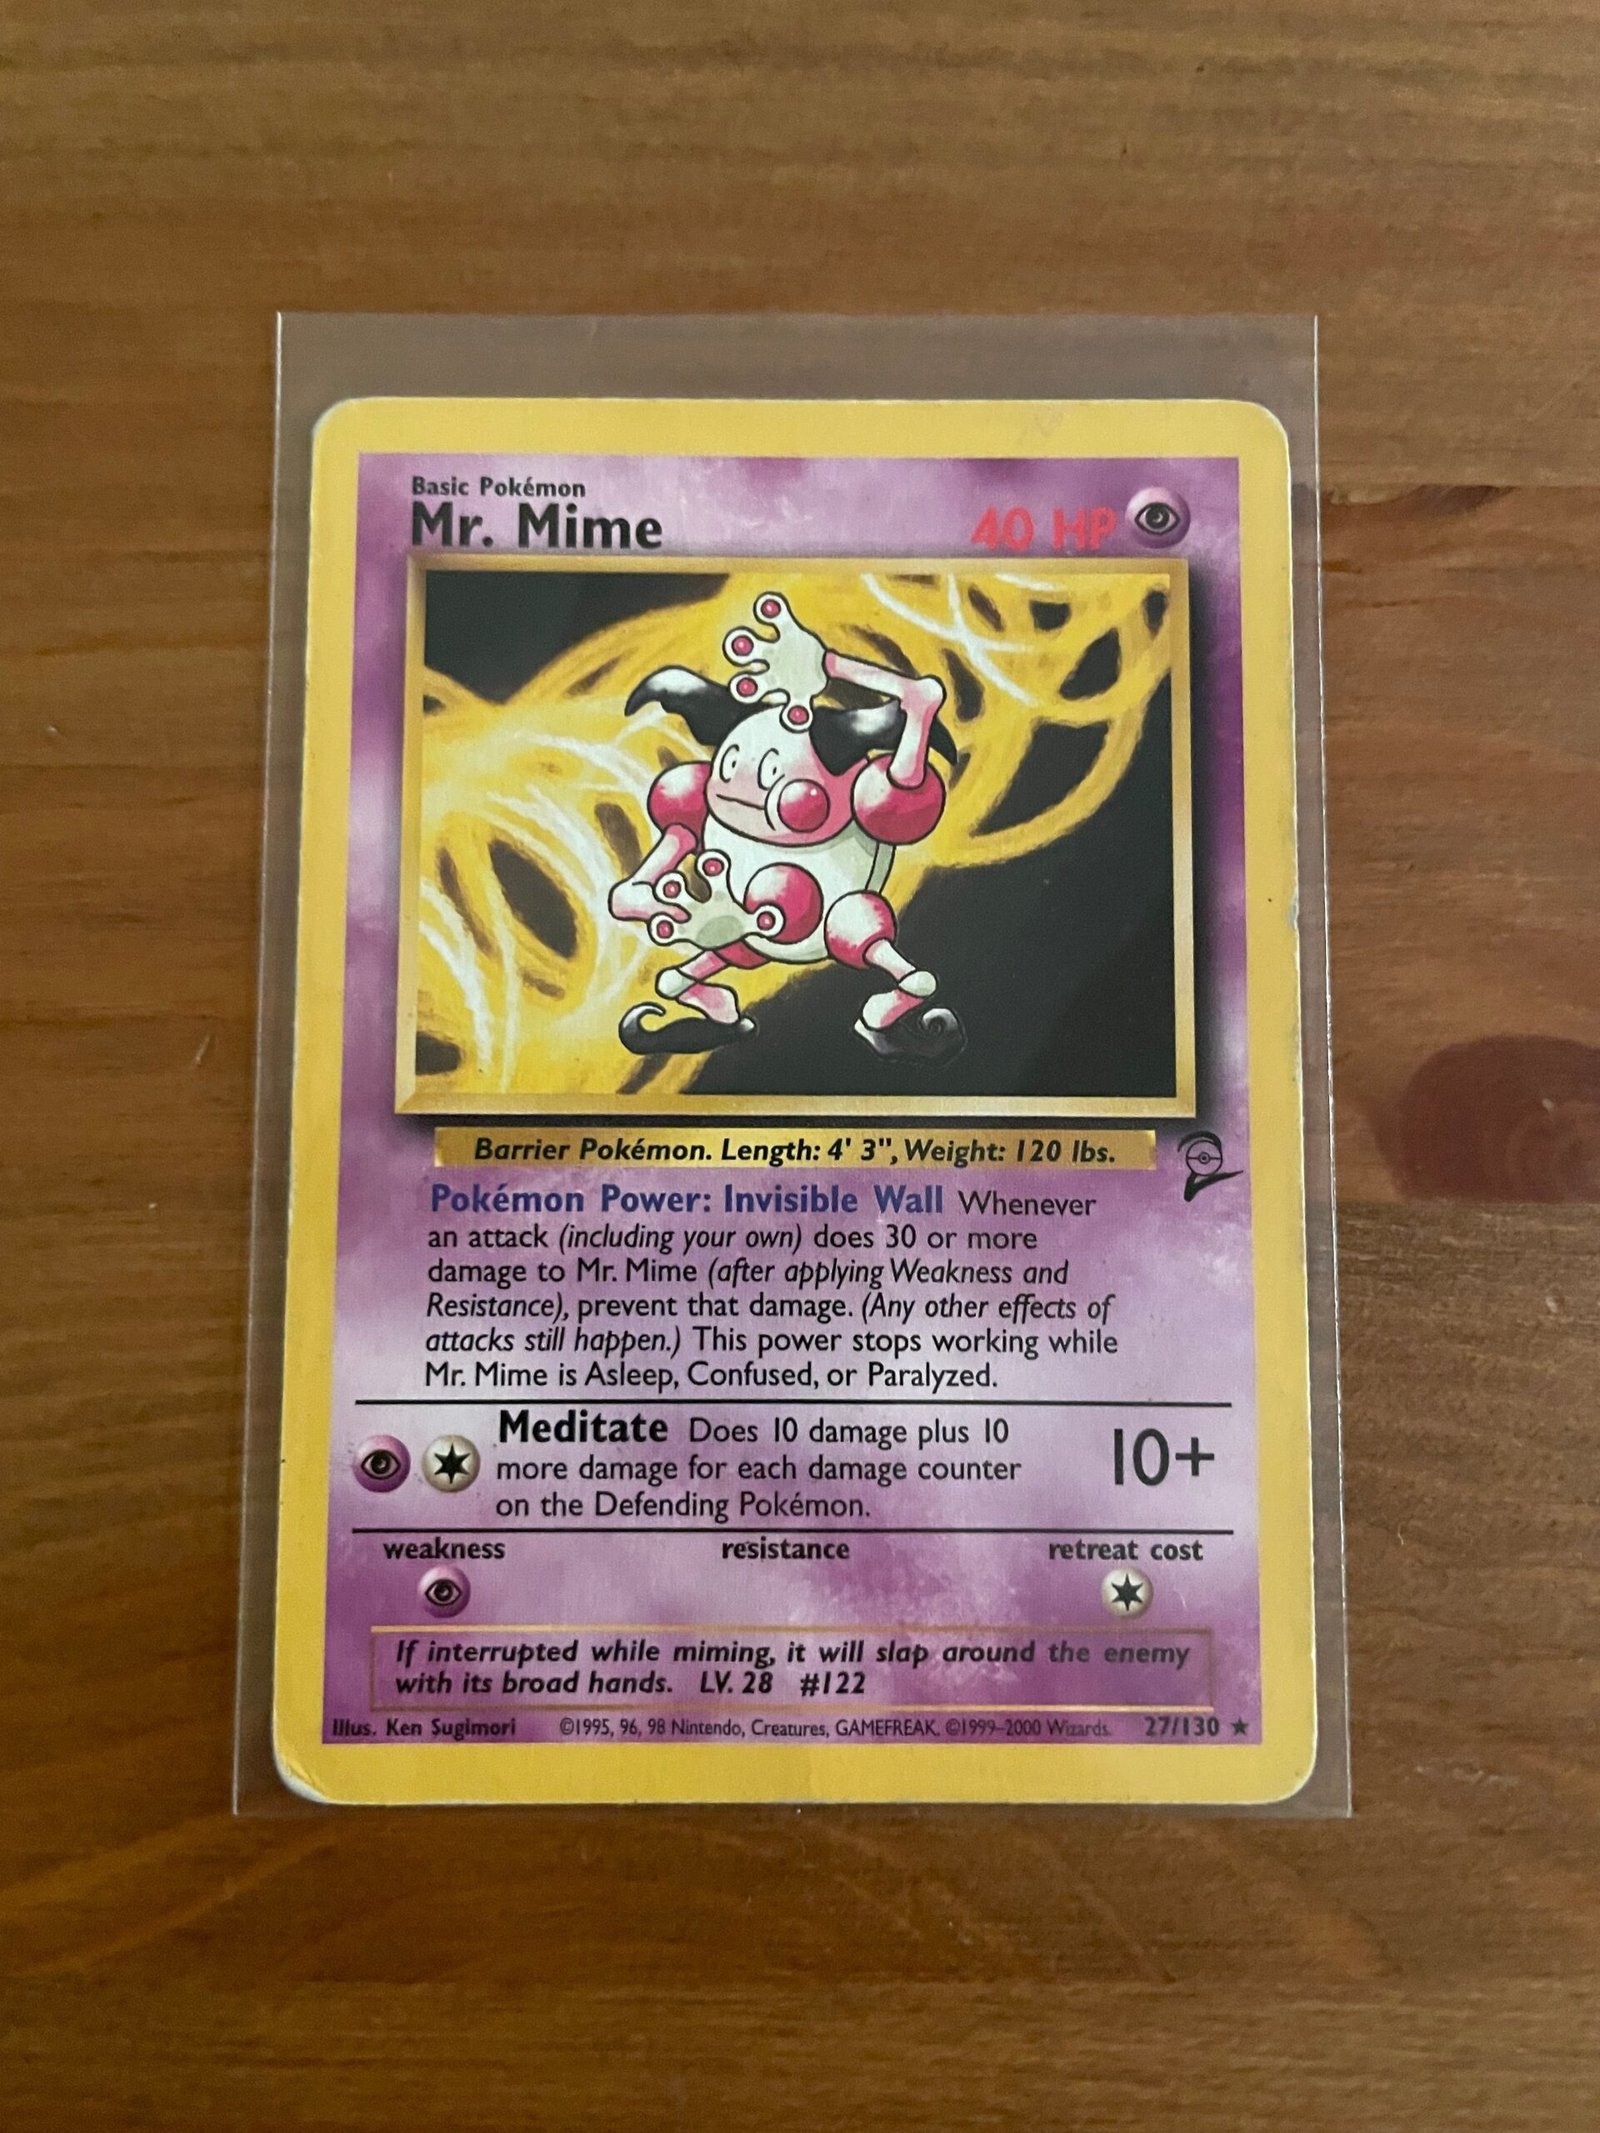 Basic Pokémon
Mr. Mime 40 HP
Barrier Pokémon. Length: 4' 3", Weight: 120 lbs.
Pokémon Power: Invisible Wall Whenever
an attack (including your own) does 30 or more
damage to Mr. Mime (after applying Weakness and
Resistance), prevent that damage. (Any other effects of
attacks still happen.) This power stops working while
Mr. Mime is Asleep, Confused, or Paralyzed.
Meditate Does 10 damage plus 10
more damage for each damage counter
on the Defending Pokémon.
10+
weakness resistance retreat cost
If interrupted while miming, it will slap around the enemy
with its broad hands. LV. 28 #122
Illus. Ken Sugimori ©1995, 96, 98 Nintendo, Creatures, GAMEFREAK. ©1999–2000 Wizards. 27/130 ★